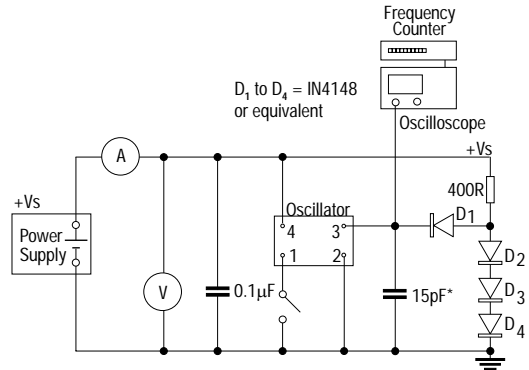 Frequency
Counter
D1 to D4 = IN4148
or equivalent
Oscilloscope
+Vs
A
400R
+Vs
Oscillator
D1
4
3
Power
Supply
1
2
D2
V
0.1µF
15pF*
D3
D4